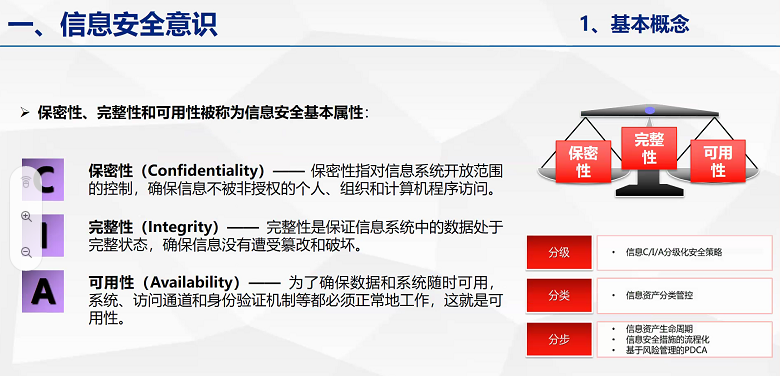 一、信息安全意识
1、基本概念
➢ 保密性、完整性和可用性被称为信息安全基本属性：
C
保密性（Confidentiality）—— 保密性指对信息系统开放范围
的控制，确保信息不被非授权的个人、组织和计算机程序访问。
I
完整性（Integrity）—— 完整性是保证信息系统中的数据处于
完整状态，确保信息没有遭受篡改和破坏。
A
可用性（Availability）—— 为了确保数据和系统随时可用，
系统、访问通道和身份验证机制等都必须正常地工作，这就是可
用性。
保密
性
完整
性
可用
性
分级
• 信息C/I/A分级化安全策略
分类
• 信息资产分类管控
分步
• 信息资产生命周期
• 信息安全措施的流程化
• 基于风险管理的PDCA